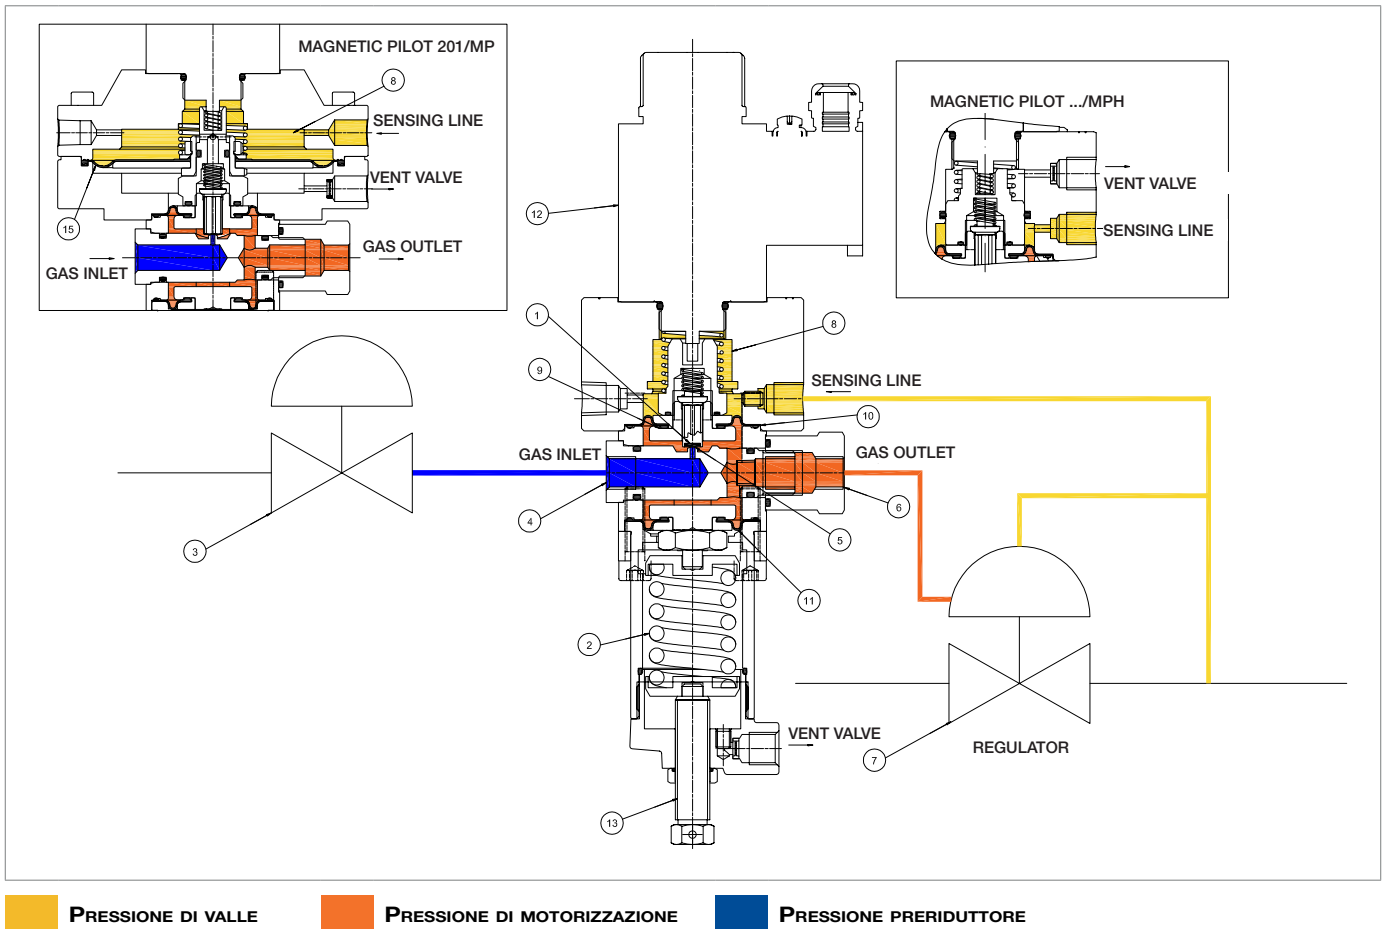 MAGNETIC PILOT 201/MP
8
SENSING LINE
VENT VALVE
15
GAS OUTLET
GAS INLET
MAGNETIC PILOT .../MPH
VENT VALVE
SENSING LINE
12
1
8
9
SENSING LINE
10
GAS INLET
GAS OUTLET
4
6
3
5
11
2
VENT VALVE
REGULATOR
7
13
PRESSIONE DI VALLE
PRESSIONE DI MOTORIZZAZIONE
PRESSIONE PRERIDUTTORE